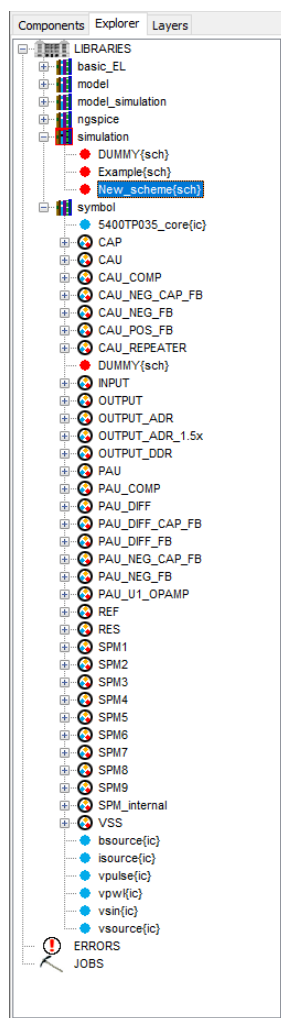 Components Explorer Layers
LIBRARIES
basic_EL
model
model_simulation
ngspice
simulation
DUMMY{sch}
Example{sch}
New_scheme{sch}
symbol
5400TP035_core{ic}
CAP
CAU
CAU_COMP
CAU_NEG_CAP_FB
CAU_NEG_FB
CAU_POS_FB
CAU_REPEATER
DUMMY{sch}
INPUT
OUTPUT
OUTPUT_ADR
OUTPUT_ADR_1.5x
OUTPUT_DDR
PAU
PAU_COMP
PAU_DIFF
PAU_DIFF_CAP_FB
PAU_DIFF_FB
PAU_NEG_CAP_FB
PAU_NEG_FB
PAU_U1_OPAMP
REF
RES
SPM1
SPM2
SPM3
SPM4
SPM5
SPM6
SPM7
SPM8
SPM9
SPM_internal
VSS
bsource{ic}
isource{ic}
vpulse{ic}
vpwl{ic}
vsin{ic}
vsource{ic}
ERRORS
JOBS